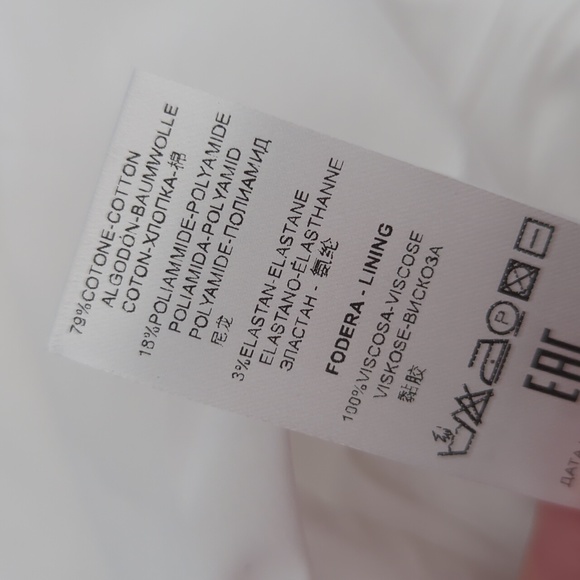 79%COTONE-COTTON
ALGODÓN-BAUMWOLLE
COTON-ХЛОПКА-棉
18%POLIAMMIDE-POLYAMIDE
POLIAMIDA-POLYAMID
POLYAMIDE-ПОЛИАМИД
尼龙
3%ELASTAN-ELASTANE
ELASTANO-ÉLASTHANNE
ЭЛАСТАН - 氨纶
FODERA - LINING
100%VISCOSA-VISCOSE
VISKOSE-ВИСКОЗА
黏胶
P
EAC
ДАТА